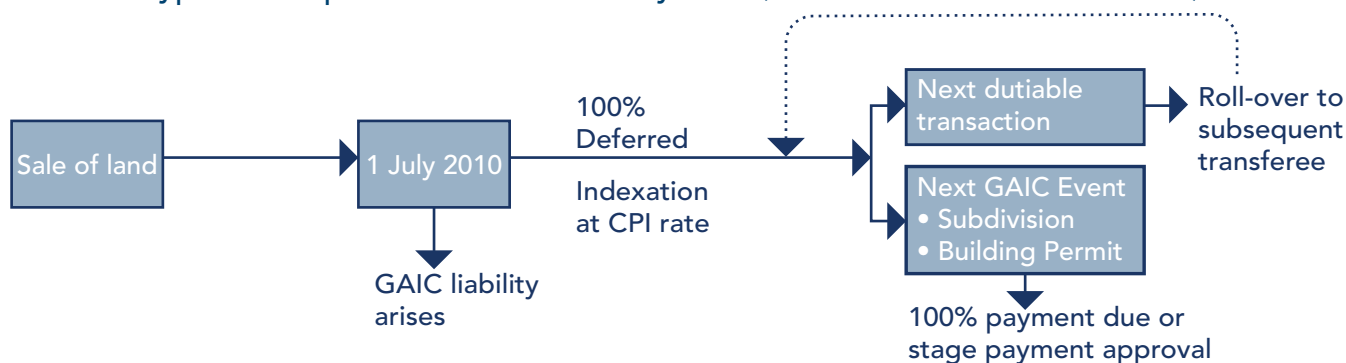 Sale of land
1 July 2010
GAIC liability
arises
100%
Deferred
Indexation
at CPI rate
Next dutiable
transaction
Roll-over to
subsequent
transferee
Next GAIC Event
• Subdivision
• Building Permit
100% payment due or
stage payment approval